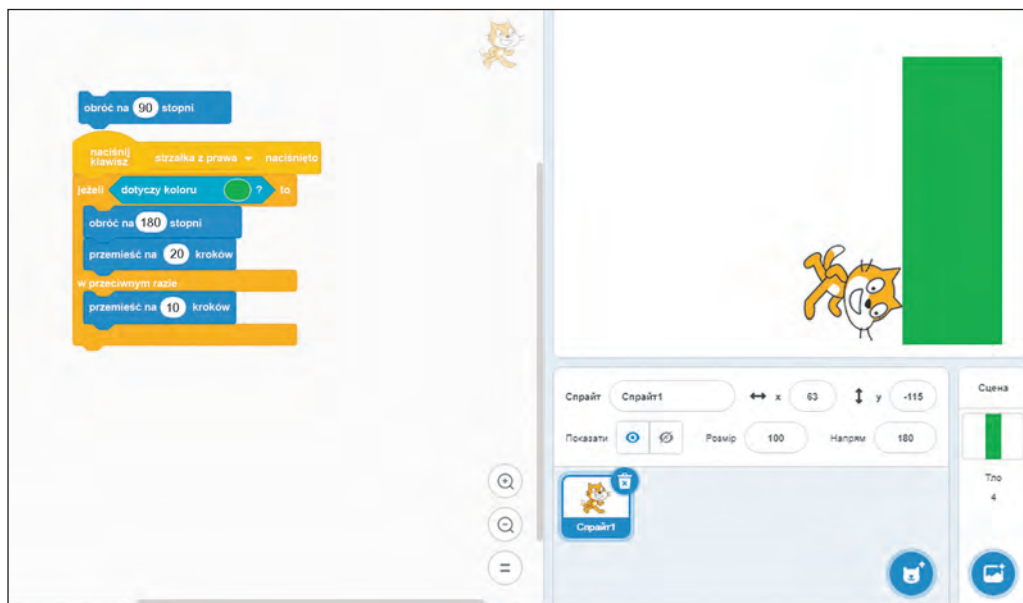 obróć na 90 stopni
naciśnij klawisz strzałka z prawa naciśnięto
jeżeli dotyczy koloru ? to
obróć na 180 stopni
przemieść na 20 kroków
w przeciwnym razie
przemieść na 10 kroków
Спрайт Спрайт1 x 63 y -115
Показати Розмір 100 Напрям 180
Спрайт1
Сцена
Тло
4